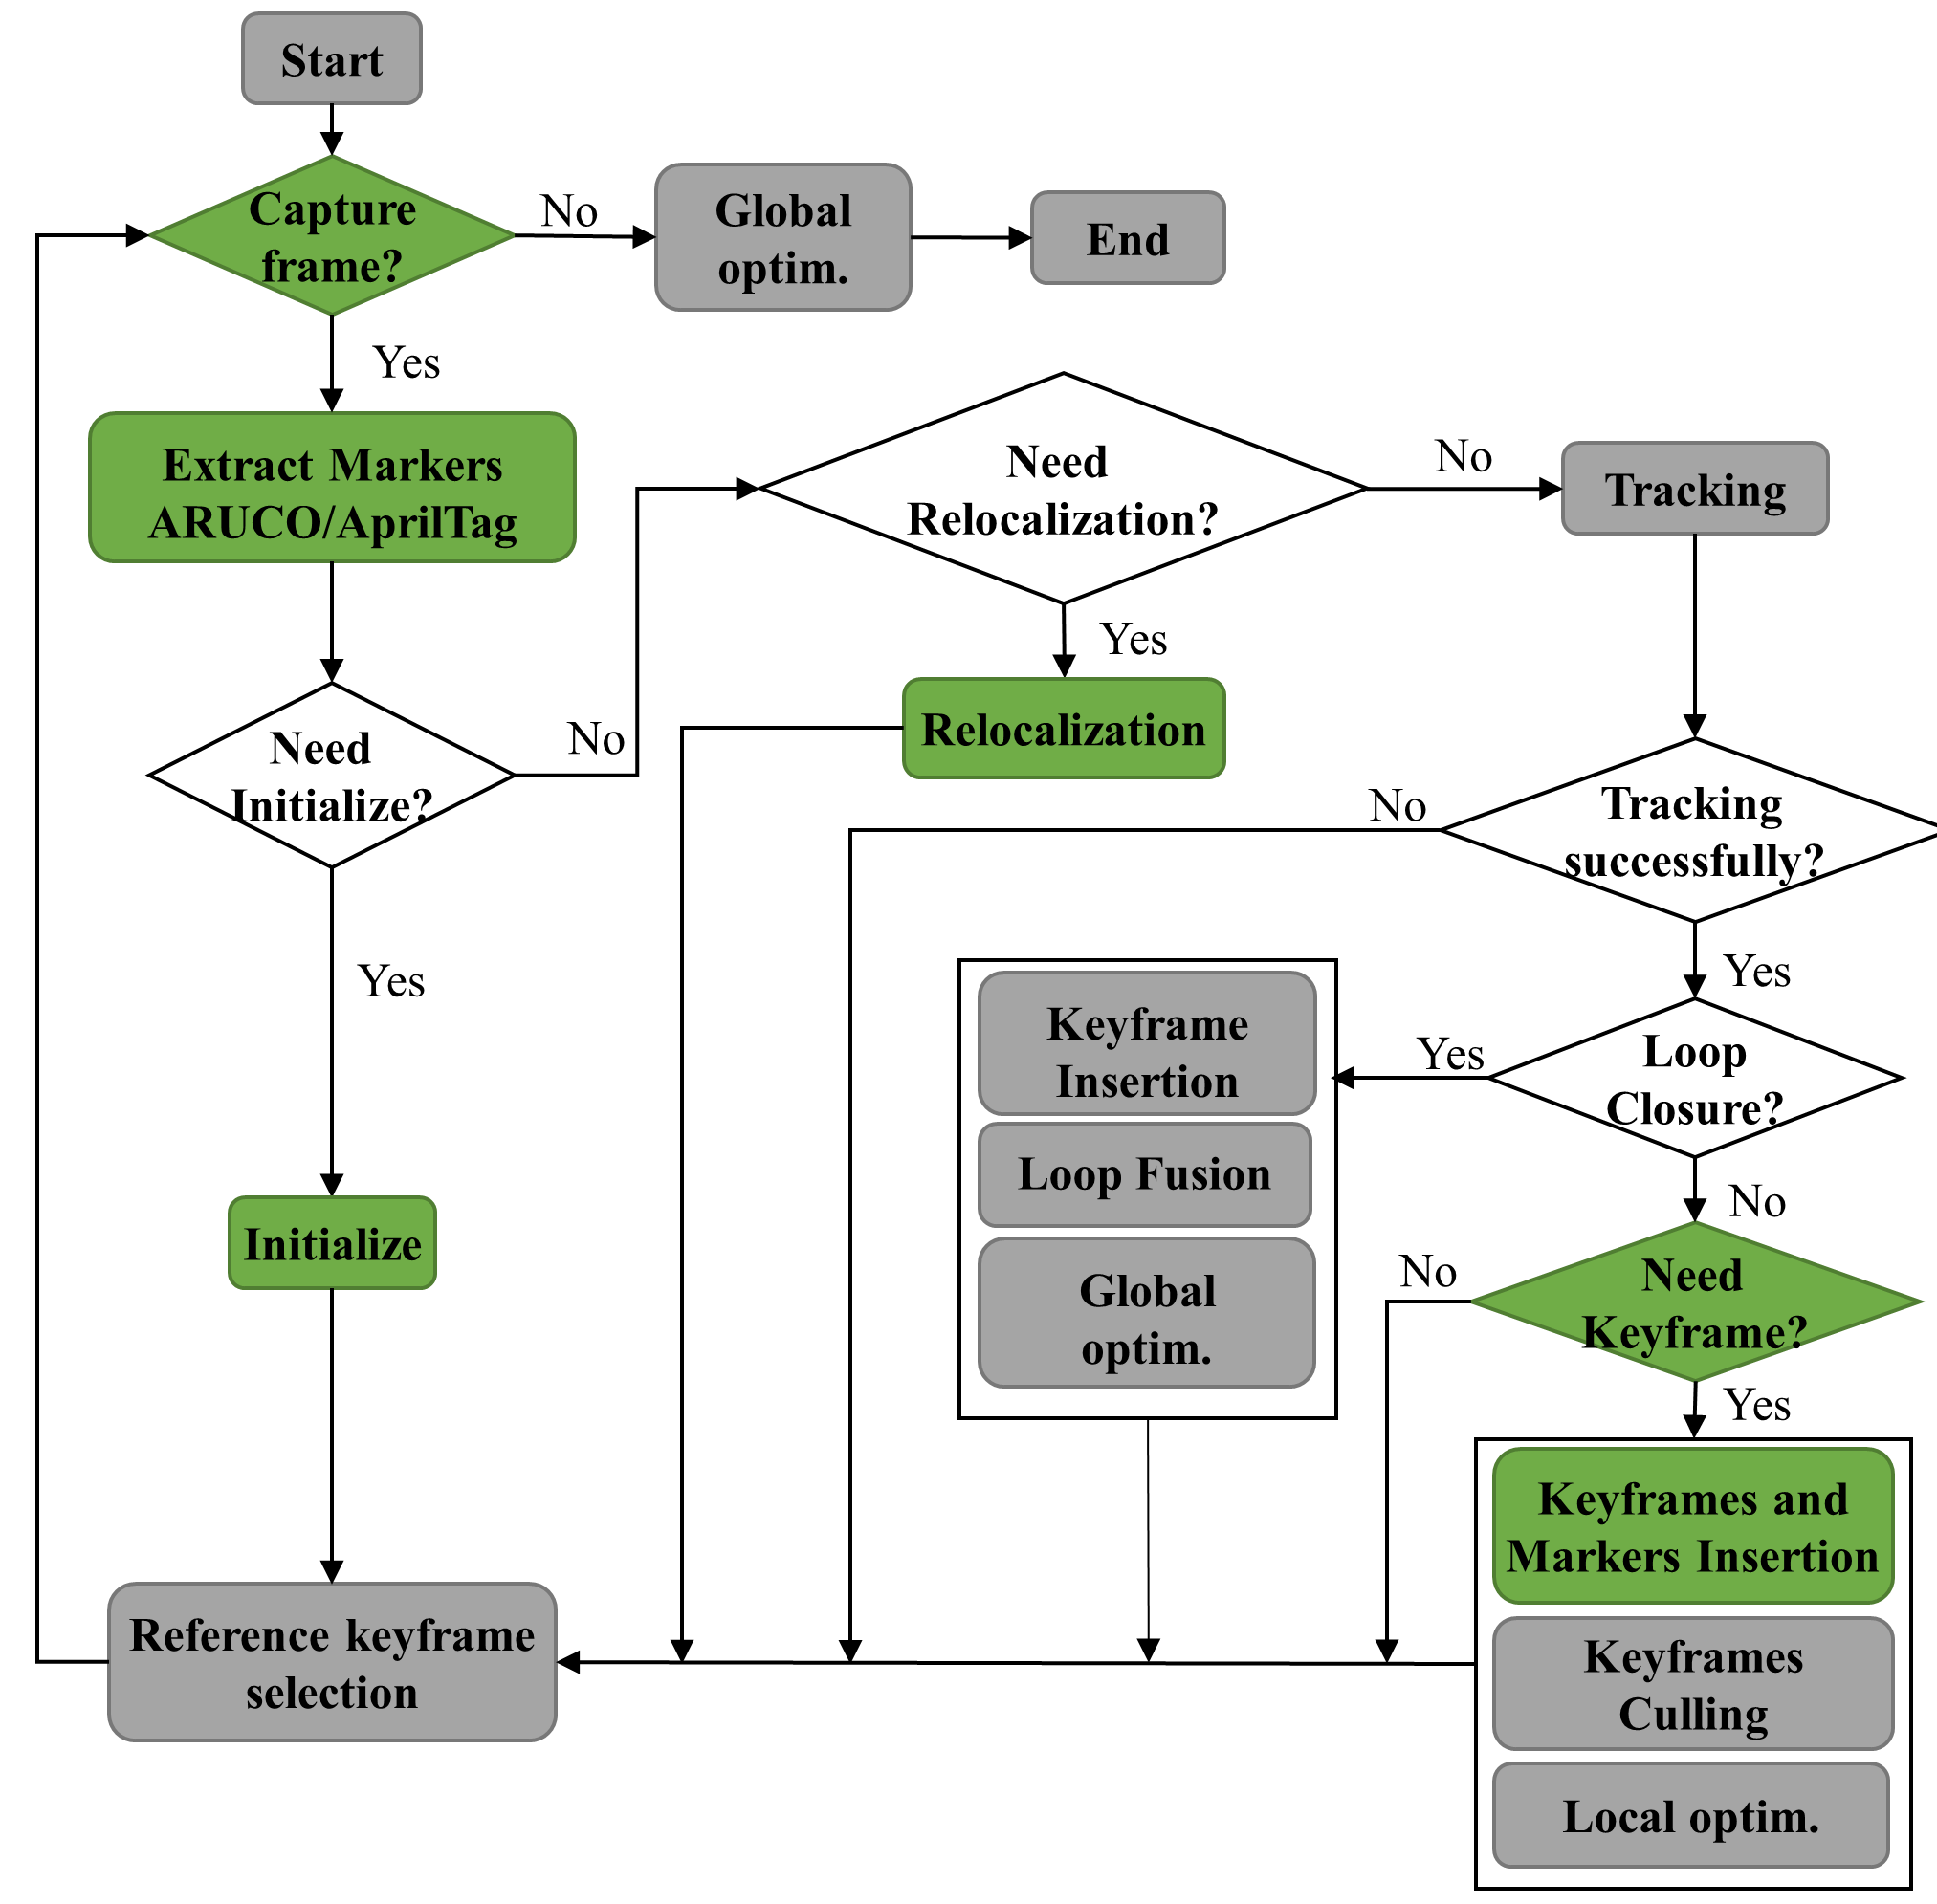 Start
Capture
frame?
No
Global
optim.
End
Yes
Extract Markers
ARUCO/AprilTag
Need
Relocalization?
No
Tracking
Yes
Relocalization
Need
Initialize?
No
Tracking
successfully?
No
Yes
Yes
Keyframe
Insertion
Loop Fusion
Global
optim.
Yes
Loop
Closure?
No
Need
Keyframe?
No
Yes
Initialize
Keyframes and
Markers Insertion
Keyframes
Culling
Local optim.
Reference keyframe
selection